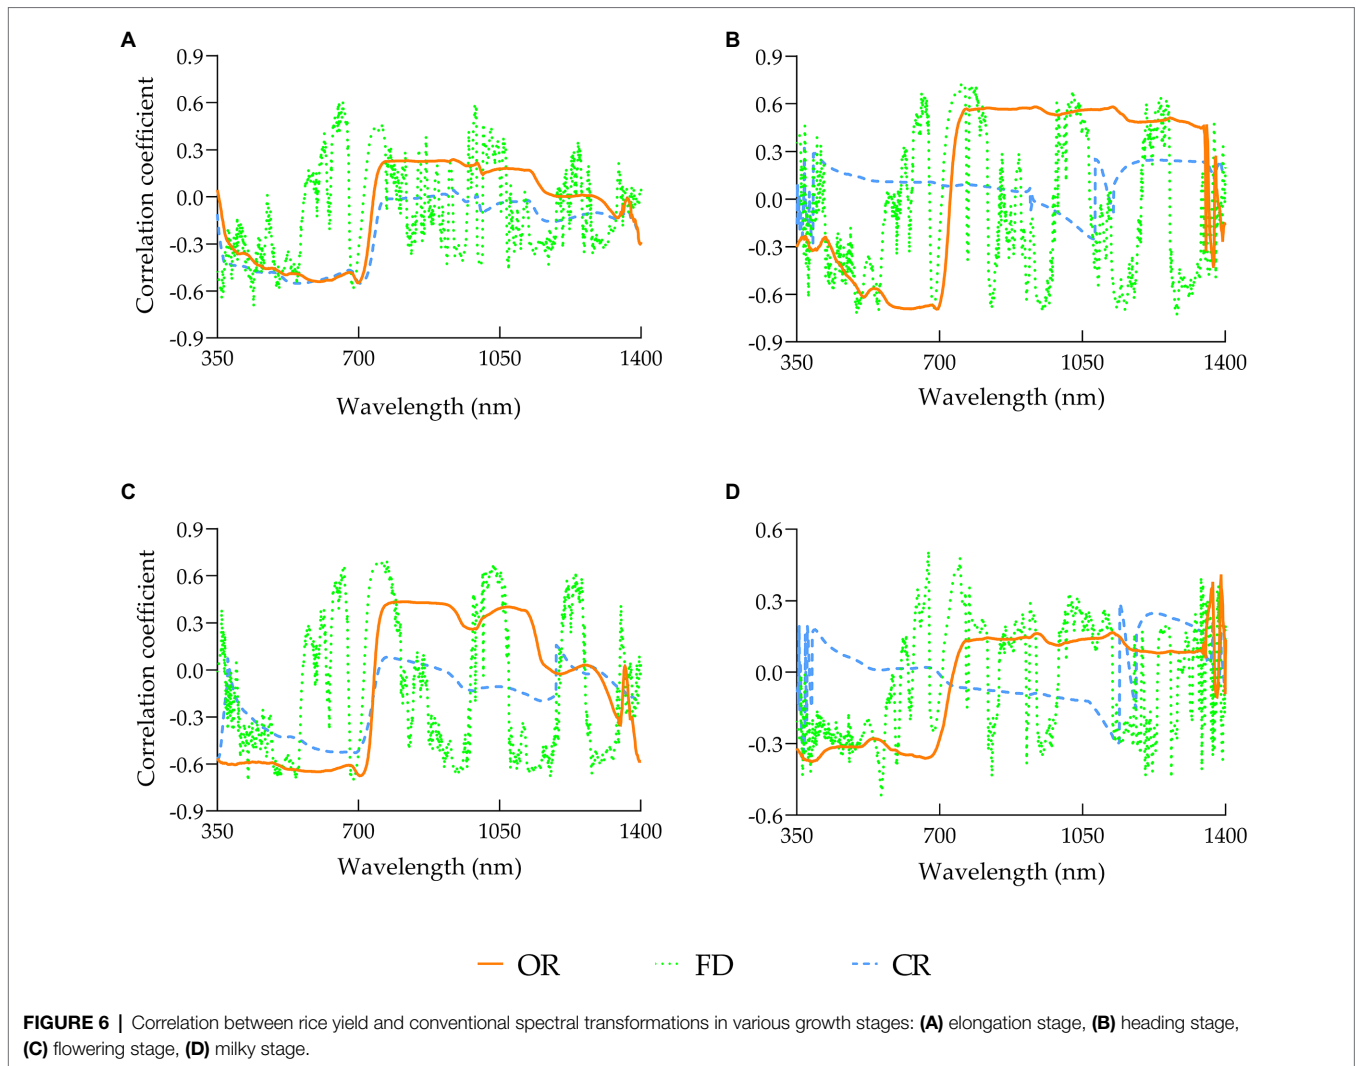 A
0.9
0.6
0.3
0.0
-0.3
-0.6
-0.9
Correlation coefficient
350 700 1050 1400
Wavelength (nm)
B
0.9
0.6
0.3
0.0
-0.3
-0.6
-0.9
350 700 1050 1400
Wavelength (nm)
C
0.9
0.6
0.3
0.0
-0.3
-0.6
-0.9
Correlation coefficient
350 700 1050 1400
Wavelength (nm)
D
0.6
0.3
0.0
-0.3
-0.6
350 700 1050 1400
Wavelength (nm)
OR FD CR
FIGURE 6 | Correlation between rice yield and conventional spectral transformations in various growth stages: (A) elongation stage, (B) heading stage,
(C) flowering stage, (D) milky stage.